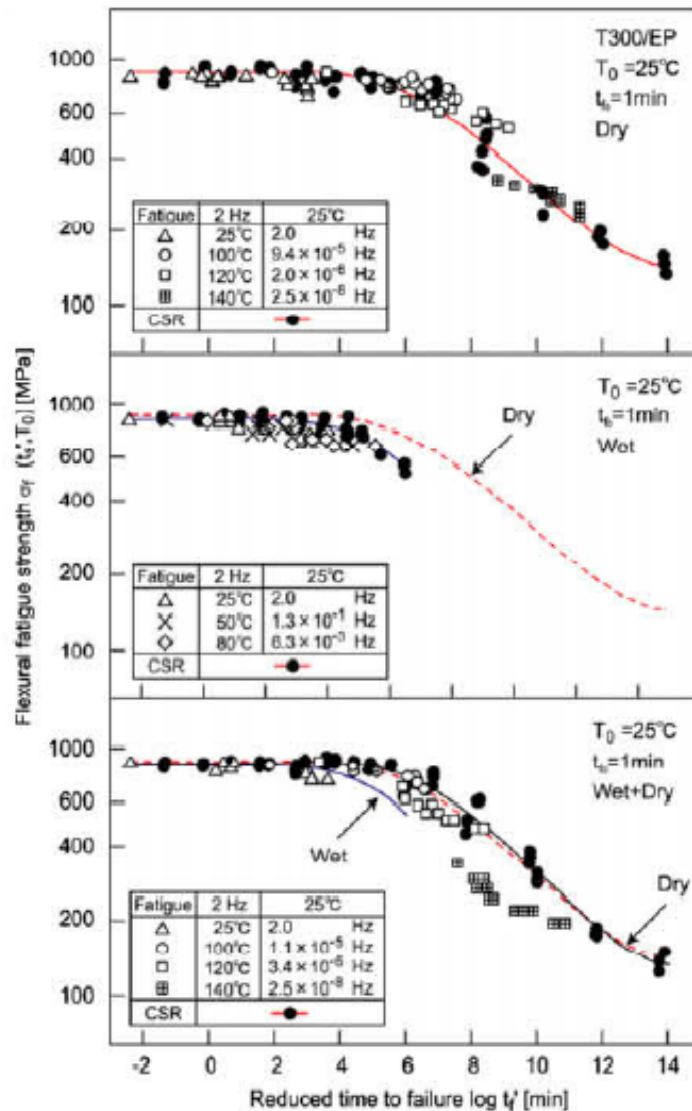 Flexural fatigue strength σf (tf',T0) [MPa]
1000
600
400
200
100
T300/EP
T0 =25°C
tfs=1min
Dry
Fatigue 2 Hz 25°C
△ 25°C 2.0 Hz
○ 100°C 9.4×10⁻⁵ Hz
□ 120°C 2.0×10⁻⁶ Hz
⊞ 140°C 2.5×10⁻⁸ Hz
CSR
1000
600
400
200
100
T0 =25°C
=1min
Wet
Dry
Fatigue 2 Hz 25°C
△ 25°C 2.0 Hz
× 50°C 1.3×10⁻¹ Hz
◇ 80°C 6.3×10⁻³ Hz
CSR
1000
600
400
200
100
T0 =25°C
=1min
Wet+Dry
Wet
Dry
Fatigue 2 Hz 25°C
△ 25°C 2.0 Hz
○ 100°C 1.1×10⁻⁵ Hz
□ 120°C 3.4×10⁻⁶ Hz
⊞ 140°C 2.5×10⁻⁸ Hz
CSR
-2 0 2 4 6 8 10 12 14
Reduced time to failure log tf' [min]